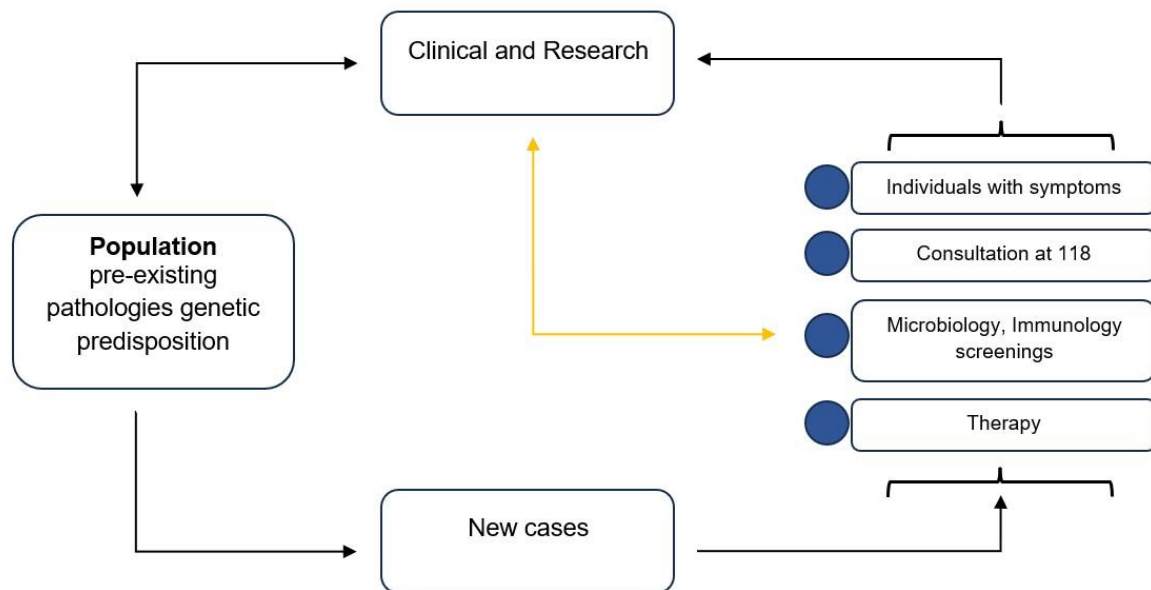 Clinical and Research
Individuals with symptoms
Population
pre-existing
pathologies genetic
predisposition
Consultation at 118
Microbiology, Immunology
screenings
Therapy
New cases